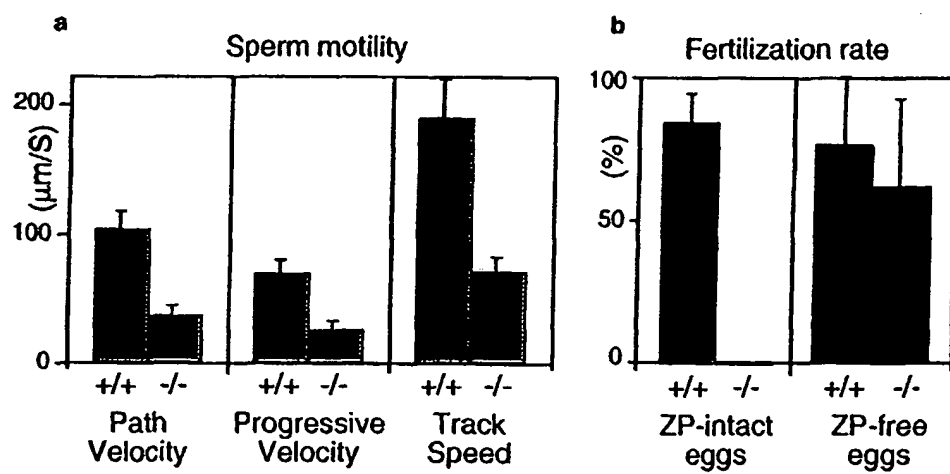 a
Sperm motility
200
(μm/S)
100
0
+/+ -/- +/+ -/- +/+ -/-
Path Velocity
Progressive Velocity
Track Speed
b
Fertilization rate
100
(%)
50
0
+/+ -/- +/+ -/-
ZP-intact eggs
ZP-free eggs